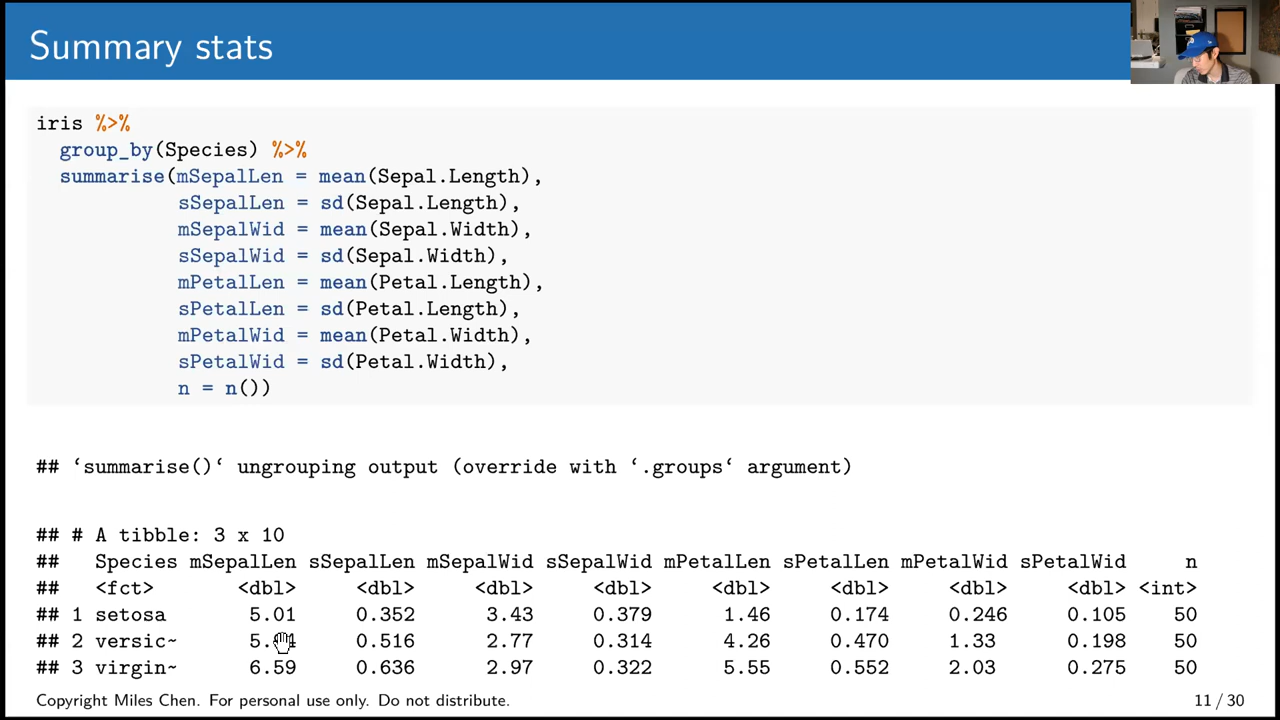 Summary stats
iris %>%
group_by(Species) %>%
summarise(mSepalLen = mean(Sepal.Length),
sSepalLen = sd(Sepal.Length),
mSepalWid = mean(Sepal.Width),
sSepalWid = sd(Sepal.Width),
mPetalLen = mean(Petal.Length),
sPetalLen = sd(Petal.Length),
mPetalWid = mean(Petal.Width),
sPetalWid = sd(Petal.Width),
n = n())
## ‘summarise()‘ ungrouping output (override with ‘.groups‘ argument)
## # A tibble: 3 x 10
## Species mSepalLen sSepalLen mSepalWid sSepalWid mPetalLen sPetalLen mPetalWid sPetalWid n
## <fct> <dbl> <dbl> <dbl> <dbl> <dbl> <dbl> <dbl> <dbl> <int>
## 1 setosa 5.01 0.352 3.43 0.379 1.46 0.174 0.246 0.105 50
## 2 versic~ 0.516 2.77 0.314 4.26 0.470 1.33 0.198 50
## 3 virgin~ 6.59 0.636 2.97 0.322 5.55 0.552 2.03 0.275 50
Copyright Miles Chen. For personal use only. Do not distribute.
11 / 30